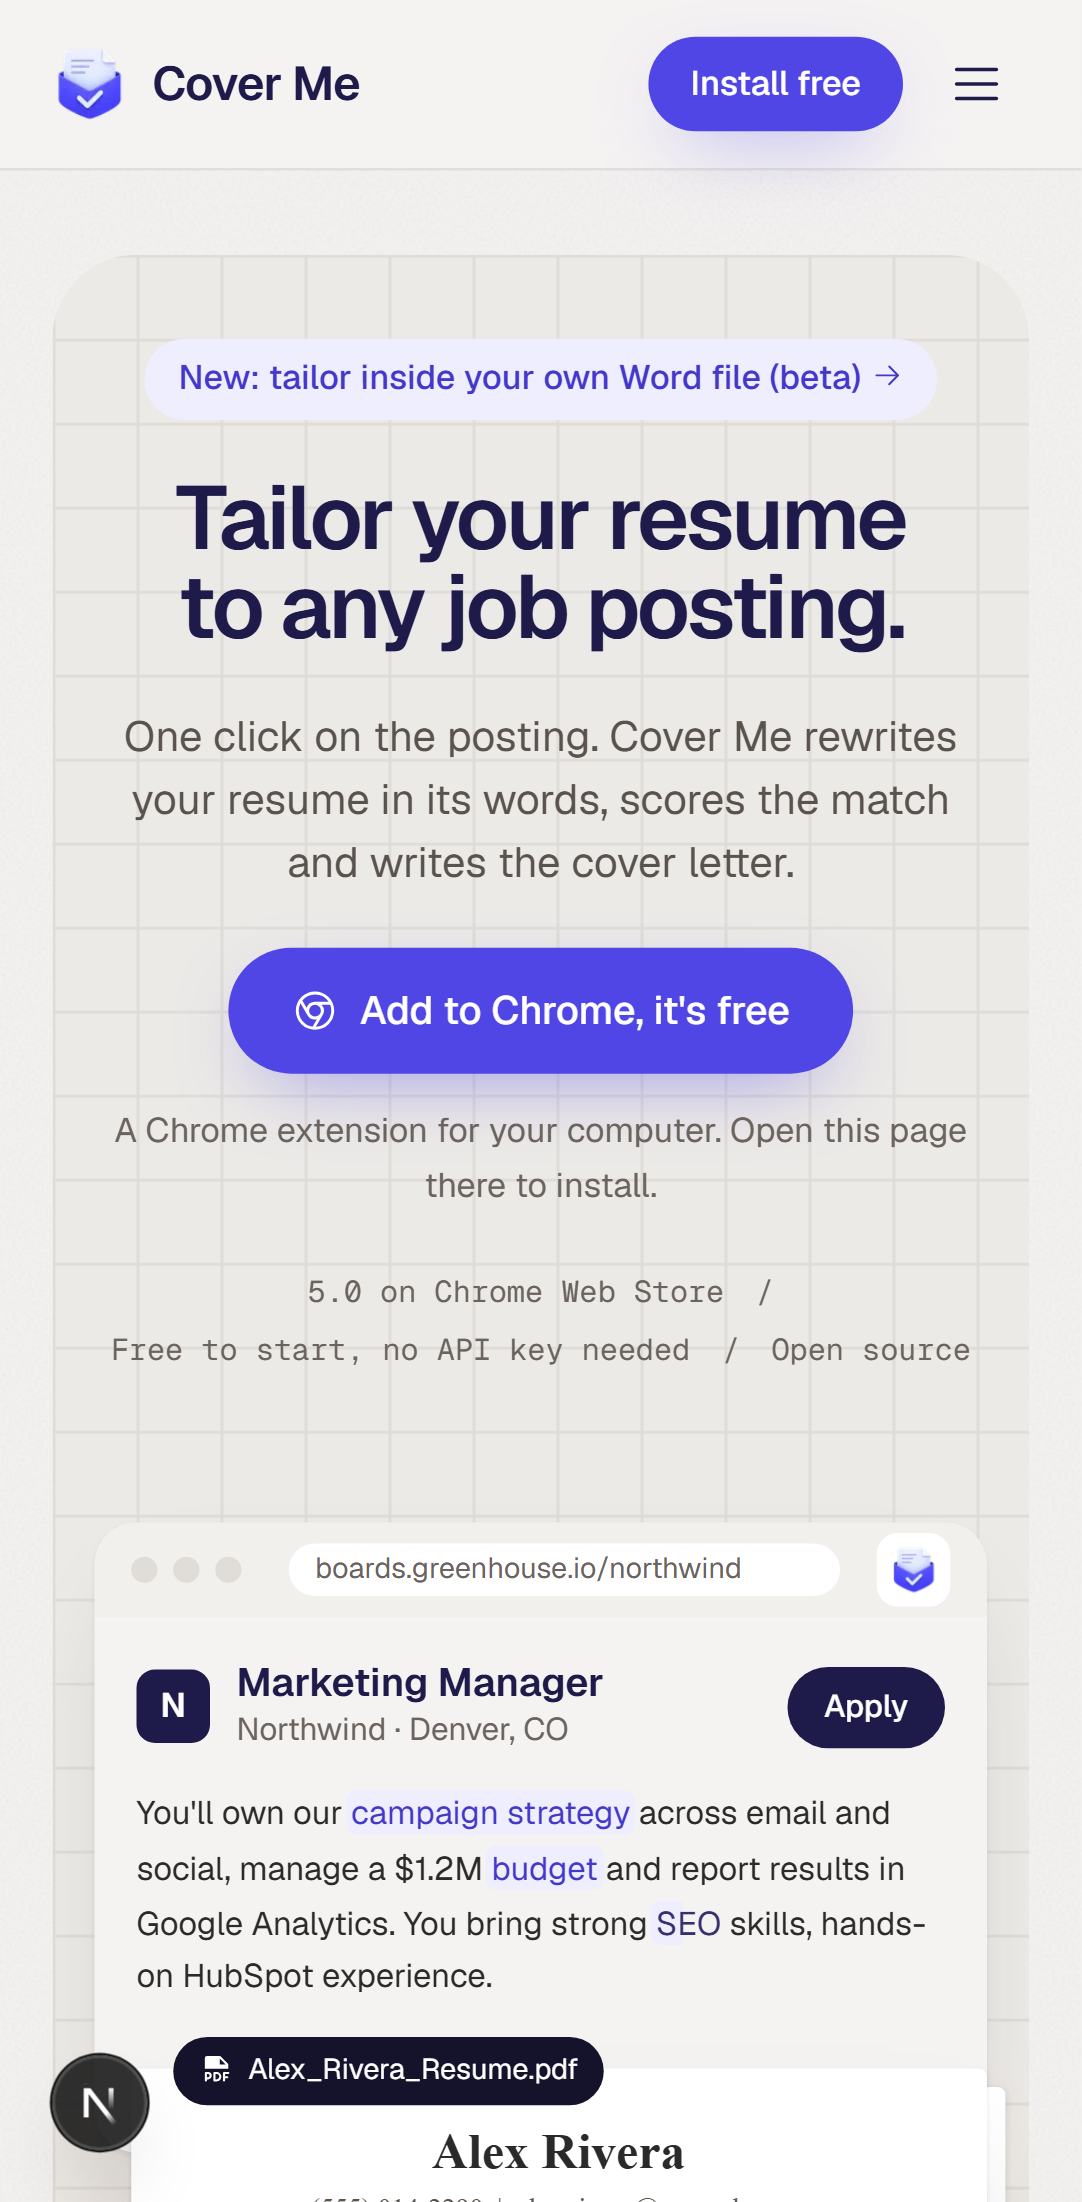 Cover Me
Install free
New: tailor inside your own Word file (beta) →
Tailor your resume
to any job posting.
One click on the posting. Cover Me rewrites
your resume in its words, scores the match
and writes the cover letter.
Add to Chrome, it's free
A Chrome extension for your computer. Open this page
there to install.
5.0 on Chrome Web Store /
Free to start, no API key needed / Open source
boards.greenhouse.io/northwind
N
Marketing Manager
Northwind · Denver, CO
Apply
You'll own our campaign strategy across email and
social, manage a $1.2M budget and report results in
Google Analytics. You bring strong SEO skills, hands-
on HubSpot experience.
PDF
Alex_Rivera_Resume.pdf
N
Alex Rivera